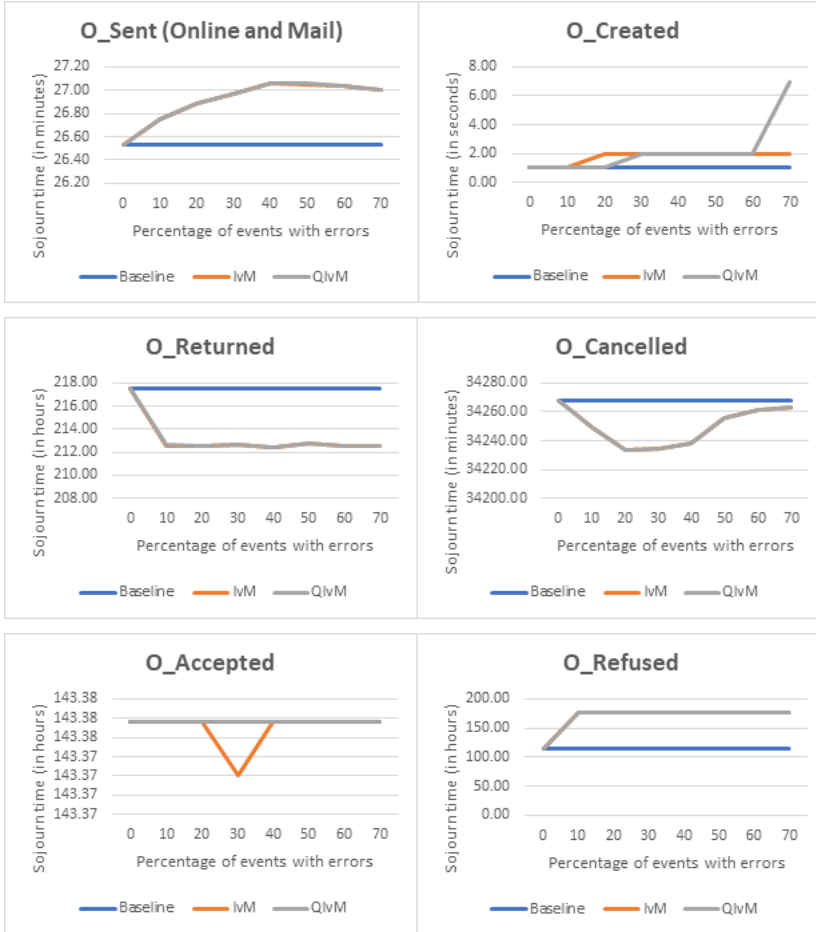 O_Sent (Online and Mail)
Sojourn time (in minutes)
27.20
27.00
26.80
26.60
26.40
26.20
0 10 20 30 40 50 60 70
Percentage of events with errors
Baseline IvM QIvM
O_Created
Sojourn time (in seconds)
8.00
6.00
4.00
2.00
0.00
0 10 20 30 40 50 60 70
Percentage of events with errors
Baseline IvM QIvM
O_Returned
Sojourn time (in hours)
218.00
216.00
214.00
212.00
210.00
208.00
0 10 20 30 40 50 60 70
Percentage of events with errors
Baseline IvM QIvM
O_Cancelled
Sojourn time (in minutes)
34280.00
34260.00
34240.00
34220.00
34200.00
0 10 20 30 40 50 60 70
Percentage of events with errors
Baseline IvM QIvM
O_Accepted
Sojourn time (in hours)
143.38
143.38
143.38
143.37
143.37
143.37
143.37
0 10 20 30 40 50 60 70
Percentage of events with errors
Baseline IvM QIvM
O_Refused
Sojourn time (in hours)
200.00
150.00
100.00
50.00
0.00
0 10 20 30 40 50 60 70
Percentage of events with errors
Baseline IvM QIvM